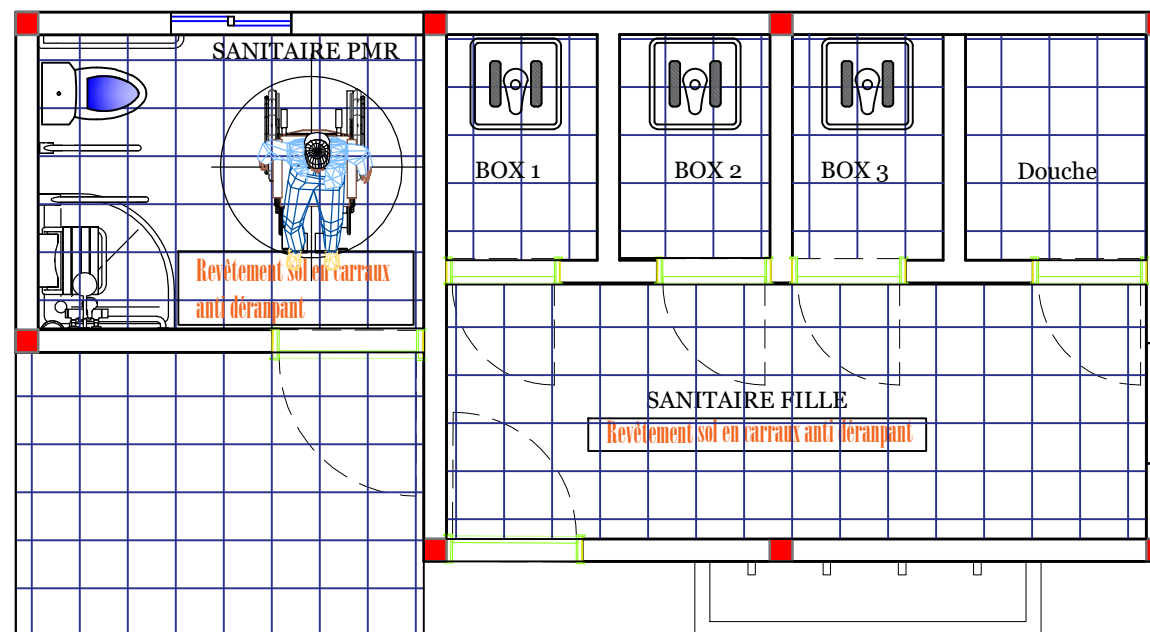 SANITAIRE PMR
BOX 1
BOX 2
BOX 3
Douche
Revêtement sol en carraux
anti déranpant
SANITAIRE FILLE
Revêtement sol en carraux anti déranpant